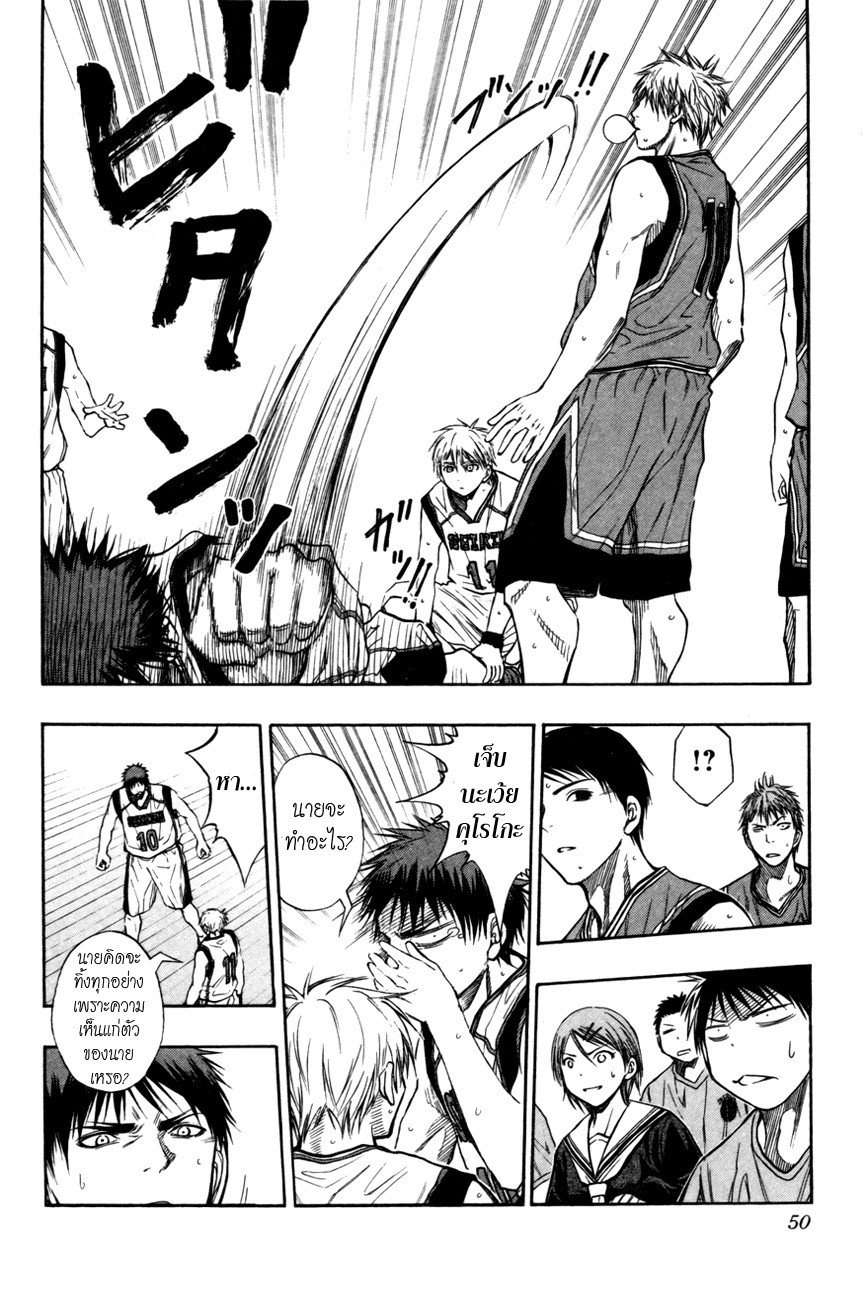 ブンッ!!
ビタンッ!!
11
ガバッ!!
SEIRIN
11
!?
เจ็บ
นะเว้ย
คุโรโกะ
นายจะ
ทำอะไร?
หา...
10
11
นายคิดจะ
ทิ้งทุกอย่าง
เพราะความ
เห็นแก่ตัว
ของนาย
เหรอ?
50